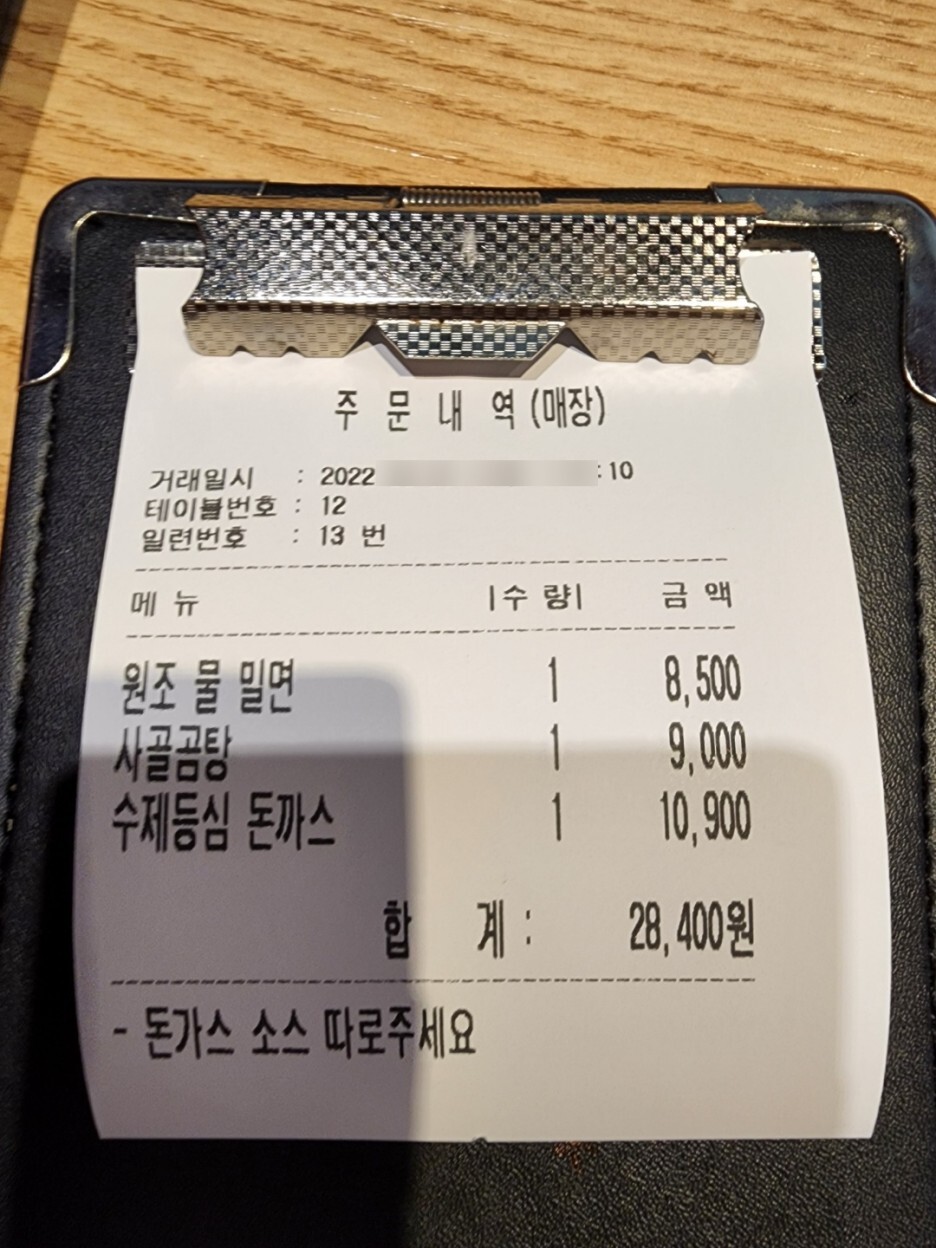 주 문 내 역 (매장)
거래일시 : 2022 :10
테이블번호 : 12
일련번호 : 13 번
메 뉴 |수 량| 금 액
원조 물 밀면 1 8,500
사골곰탕 1 9,000
수제등심 돈까스 1 10,900
합 계 : 28,400원
- 돈가스 소스 따로주세요